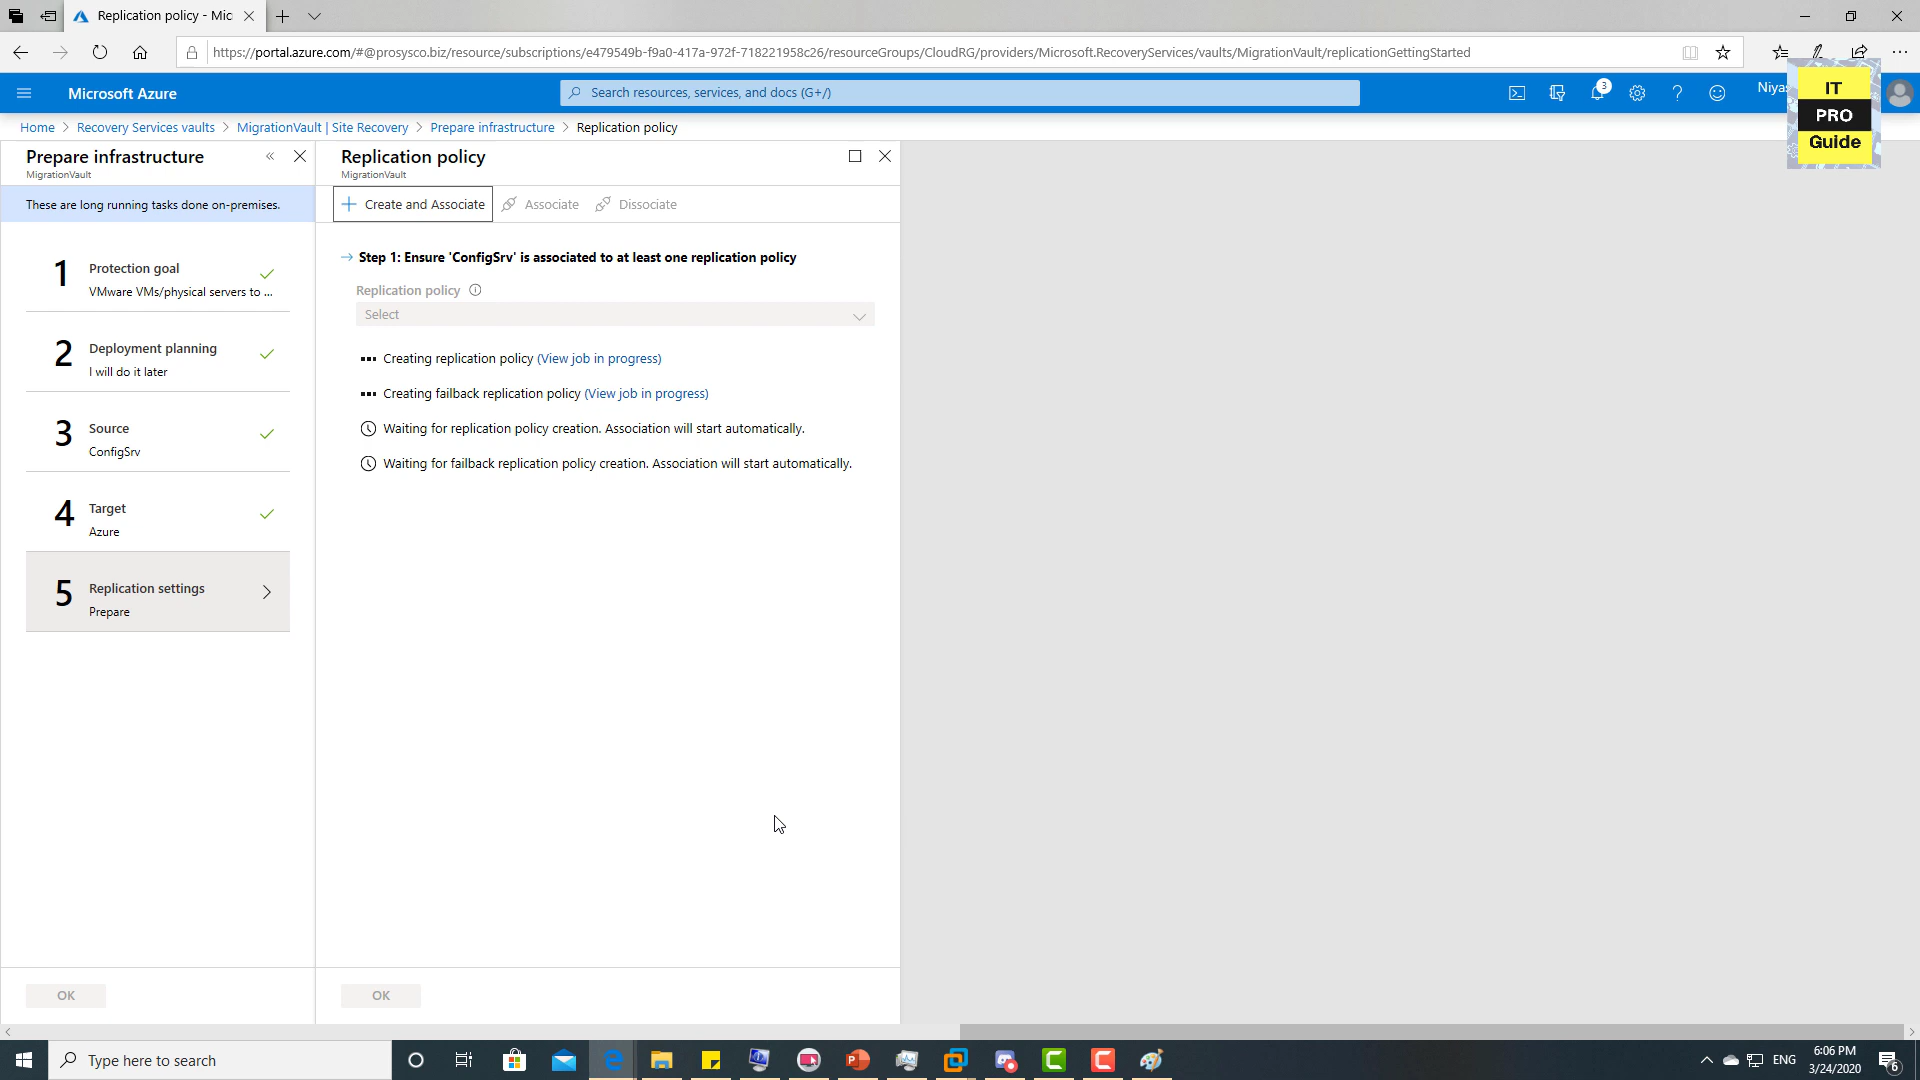 Replication policy - Mic
https://portal.azure.com/#@prosysco.biz/resource/subscriptions/e479549b-f9a0-417a-972f-718221958c26/resourceGroups/CloudRG/providers/Microsoft.RecoveryServices/vaults/MigrationVault/replicationGettingStarted
Microsoft Azure
Search resources, services, and docs (G+/)
3
Niyas
IT
PRO
Guide
Home > Recovery Services vaults > MigrationVault | Site Recovery > Prepare infrastructure > Replication policy
Prepare infrastructure
MigrationVault
These are long running tasks done on-premises.
1 Protection goal
VMware VMs/physical servers to ...
2 Deployment planning
I will do it later
3 Source
ConfigSrv
4 Target
Azure
5 Replication settings
Prepare
OK
Replication policy
MigrationVault
Create and Associate
Associate
Dissociate
Step 1: Ensure 'ConfigSrv' is associated to at least one replication policy
Replication policy
Select
Creating replication policy (View job in progress)
Creating failback replication policy (View job in progress)
Waiting for replication policy creation. Association will start automatically.
Waiting for failback replication policy creation. Association will start automatically.
OK
Type here to search
ENG
6:06 PM
3/24/2020
6